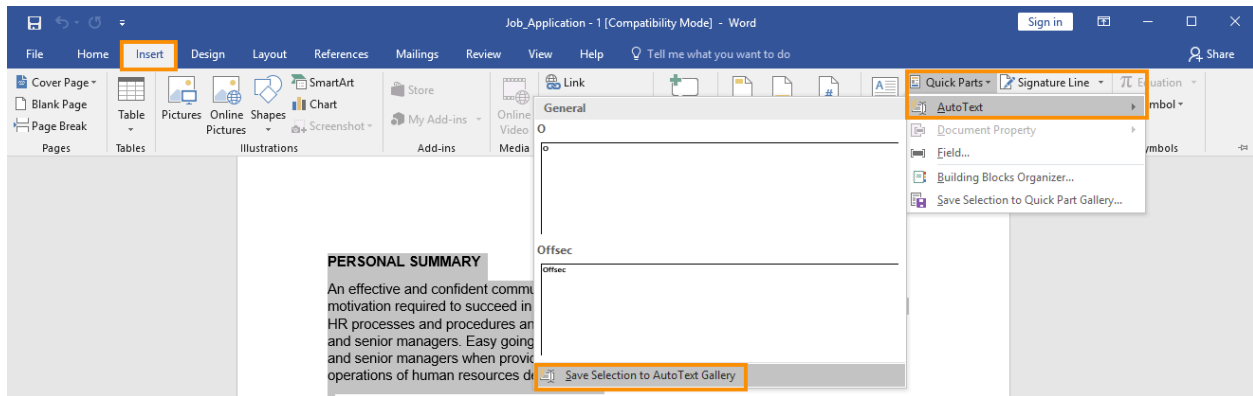 Job_Application - 1 [Compatibility Mode] - Word
Sign in
File Home Insert Design Layout References Mailings Review View Help Tell me what you want to do Share
Cover Page
Blank Page
Page Break
Pages
Table
Tables
Pictures
Online Pictures
Shapes
SmartArt
Chart
Screenshot
Illustrations
Store
My Add-ins
Add-ins
Online Video
Media
Link
#
A
Quick Parts
Signature Line
π Equation
mbol
ymbols
AutoText
Document Property
Field...
Building Blocks Organizer...
Save Selection to Quick Part Gallery...
General
O
O
Offsec
Offsec
Save Selection to AutoText Gallery
PERSONAL SUMMARY
An effective and confident commu
motivation required to succeed in
HR processes and procedures an
and senior managers. Easy going
and senior managers when provid
operations of human resources de